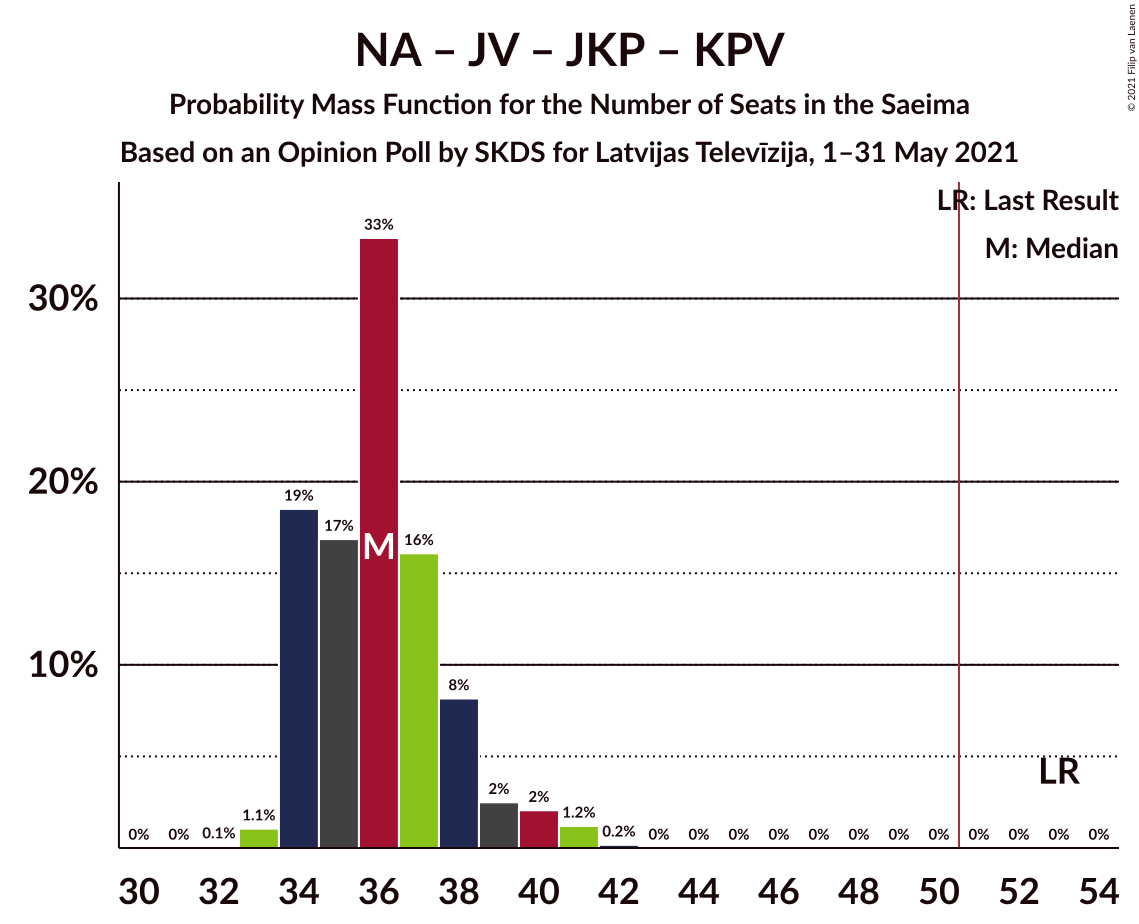 NA – JV – JKP – KPV
Probability Mass Function for the Number of Seats in the Saeima
Based on an Opinion Poll by SKDS for Latvijas Televīzija, 1–31 May 2021
© 2021 Filip van Laenen
LR: Last Result
M: Median
30%
20%
10%
0% 0% 0.1% 1.1% 19% 17% 33% 16% 8% 2% 2% 1.2% 0.2% 0% 0% 0% 0% 0% 0% 0% 0% 0% 0% 0% 0%
M
LR
30 32 34 36 38 40 42 44 46 48 50 52 54